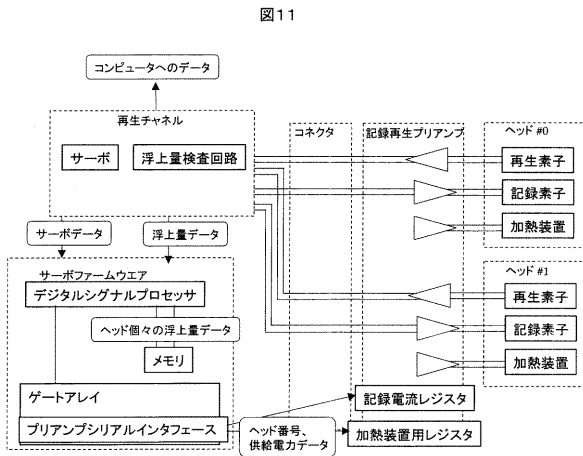 図11
コンピュータへのデータ
再生チャネル
サーボ
浮上量検査回路
コネクタ
記録再生プリアンプ
ヘッド #0
再生素子
記録素子
加熱装置
サーボデータ
浮上量データ
サーボファームウエア
デジタルシグナルプロセッサ
ヘッド個々の浮上量データ
メモリ
ヘッド #1
再生素子
記録素子
加熱装置
ゲートアレイ
プリアンプシリアルインタフェース
ヘッド番号、
供給電力データ
記録電流レジスタ
加熱装置用レジスタ